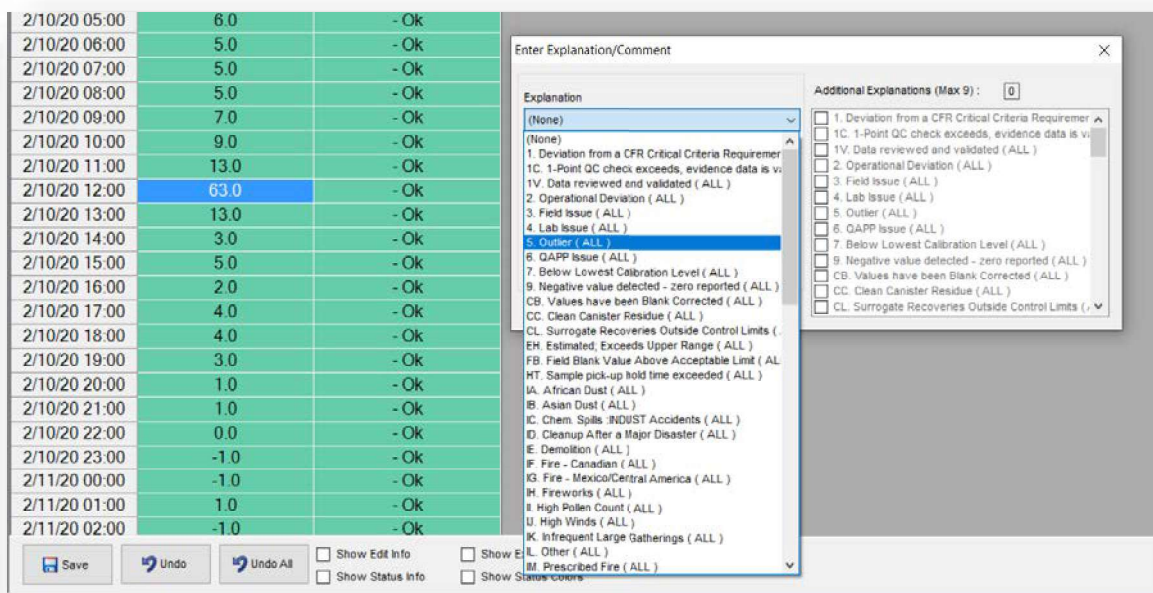 2/10/20 05:00 6.0 - Ok
2/10/20 06:00 5.0 - Ok
2/10/20 07:00 5.0 - Ok
2/10/20 08:00 5.0 - Ok
2/10/20 09:00 7.0 - Ok
2/10/20 10:00 9.0 - Ok
2/10/20 11:00 13.0 - Ok
2/10/20 12:00 63.0 - Ok
2/10/20 13:00 13.0 - Ok
2/10/20 14:00 3.0 - Ok
2/10/20 15:00 5.0 - Ok
2/10/20 16:00 2.0 - Ok
2/10/20 17:00 4.0 - Ok
2/10/20 18:00 4.0 - Ok
2/10/20 19:00 3.0 - Ok
2/10/20 20:00 1.0 - Ok
2/10/20 21:00 1.0 - Ok
2/10/20 22:00 0.0 - Ok
2/10/20 23:00 -1.0 - Ok
2/11/20 00:00 -1.0 - Ok
2/11/20 01:00 1.0 - Ok
2/11/20 02:00 -1.0 - Ok
Enter Explanation/Comment
Explanation
(None)
(None)
1. Deviation from a CFR Critical Criteria Requiremer
1C. 1-Point QC check exceeds, evidence data is va
1V. Data reviewed and validated ( ALL )
2. Operational Deviation ( ALL )
3. Field Issue ( ALL )
4. Lab Issue ( ALL )
5. Outlier ( ALL )
6. QAPP Issue ( ALL )
7. Below Lowest Calibration Level ( ALL )
9. Negative value detected - zero reported ( ALL )
CB. Values have been Blank Corrected ( ALL )
CC. Clean Canister Residue ( ALL )
CL. Surrogate Recoveries Outside Control Limits (
EH. Estimated; Exceeds Upper Range ( ALL )
FB. Field Blank Value Above Acceptable Limit ( AL
HT. Sample pick-up hold time exceeded ( ALL )
IA. African Dust ( ALL )
IB. Asian Dust ( ALL )
IC. Chem. Spills :INDUST Accidents ( ALL )
ID. Cleanup After a Major Disaster ( ALL )
IE. Demolition ( ALL )
IF. Fire - Canadian ( ALL )
IG. Fire - Mexico/Central America ( ALL )
IH. Fireworks ( ALL )
II. High Pollen Count ( ALL )
IJ. High Winds ( ALL )
IK. Infrequent Large Gatherings ( ALL )
IL. Other ( ALL )
IM. Prescribed Fire ( ALL )
Additional Explanations (Max 9) : 0
1. Deviation from a CFR Critical Criteria Requiremer
1C. 1-Point QC check exceeds, evidence data is va
1V. Data reviewed and validated ( ALL )
2. Operational Deviation ( ALL )
3. Field Issue ( ALL )
4. Lab Issue ( ALL )
5. Outlier ( ALL )
6. QAPP Issue ( ALL )
7. Below Lowest Calibration Level ( ALL )
9. Negative value detected - zero reported ( ALL )
CB. Values have been Blank Corrected ( ALL )
CC. Clean Canister Residue ( ALL )
CL. Surrogate Recoveries Outside Control Limits (
Save
Undo
Undo All
Show Edit Info
Show E
Show Status Info
Show Status Colors